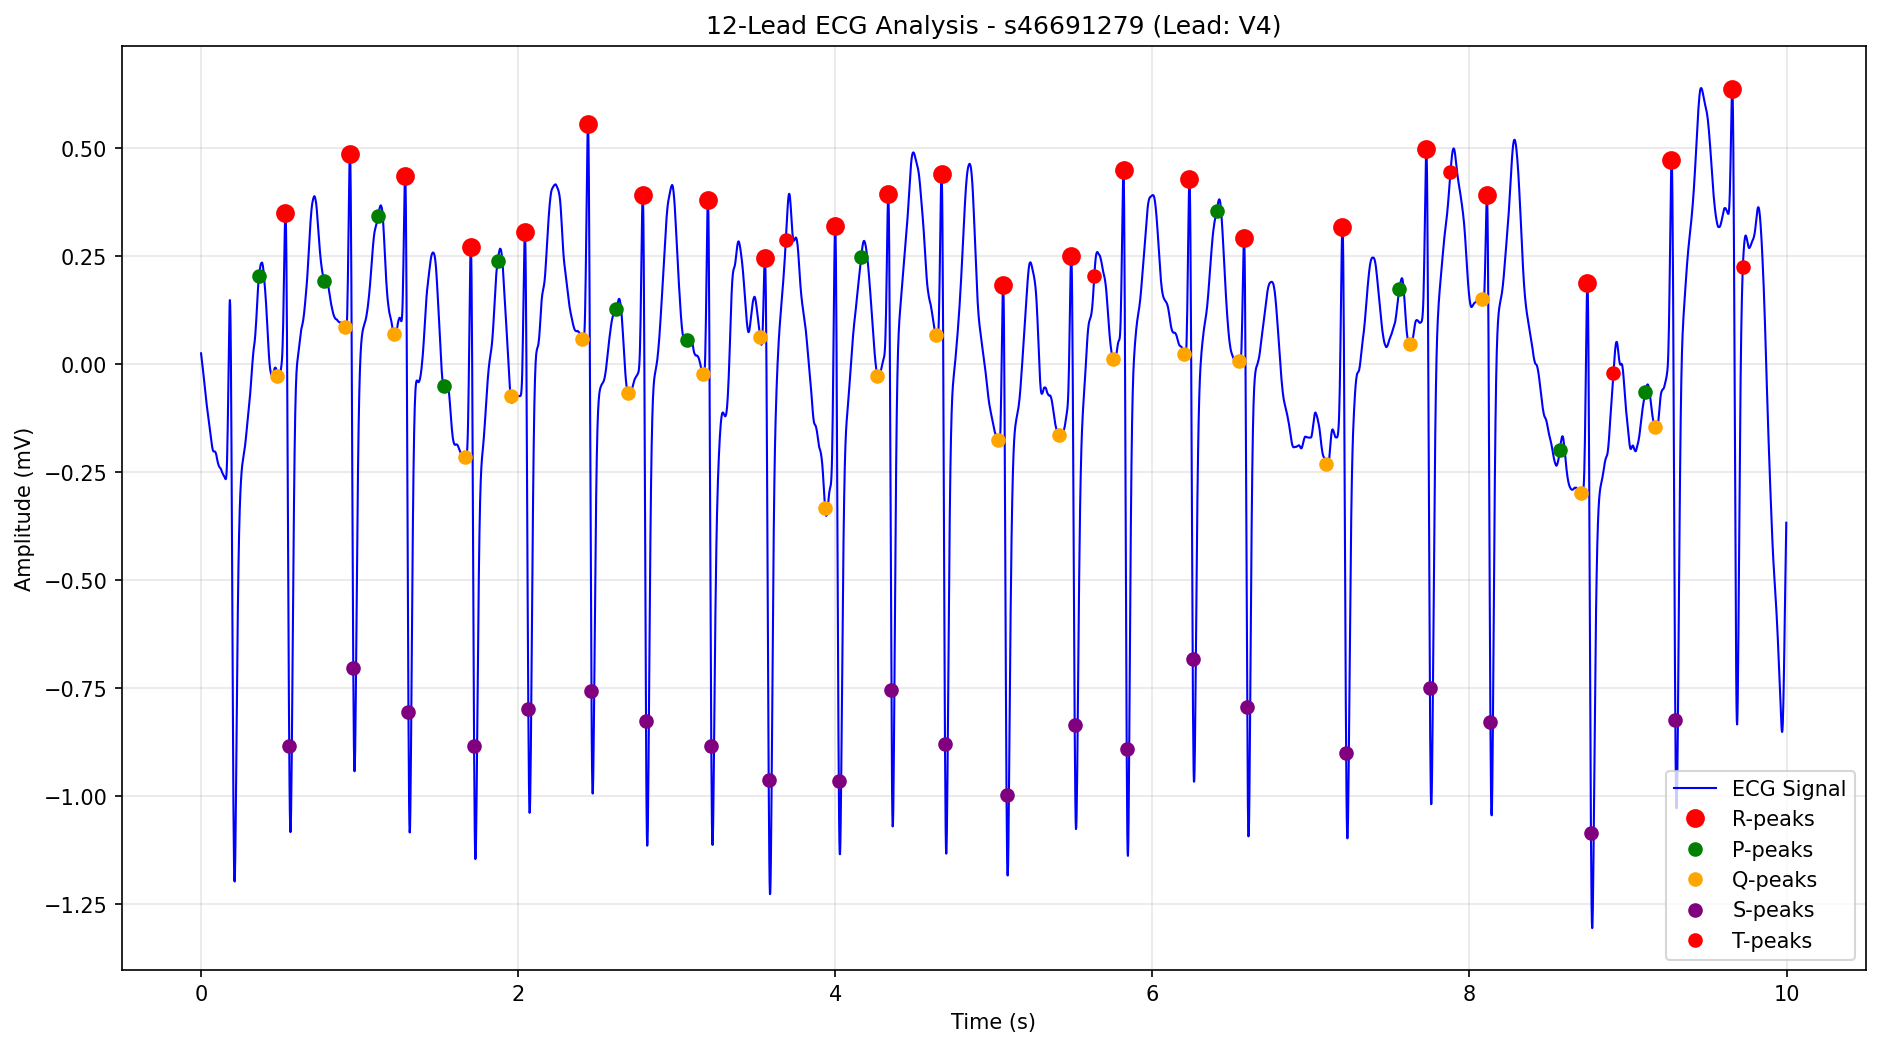 12-Lead ECG Analysis - s46691279 (Lead: V4)
Amplitude (mV)
0.50
0.25
0.00
−0.25
−0.50
−0.75
−1.00
−1.25
0 2 4 6 8 10
Time (s)
ECG Signal
R-peaks
P-peaks
Q-peaks
S-peaks
T-peaks